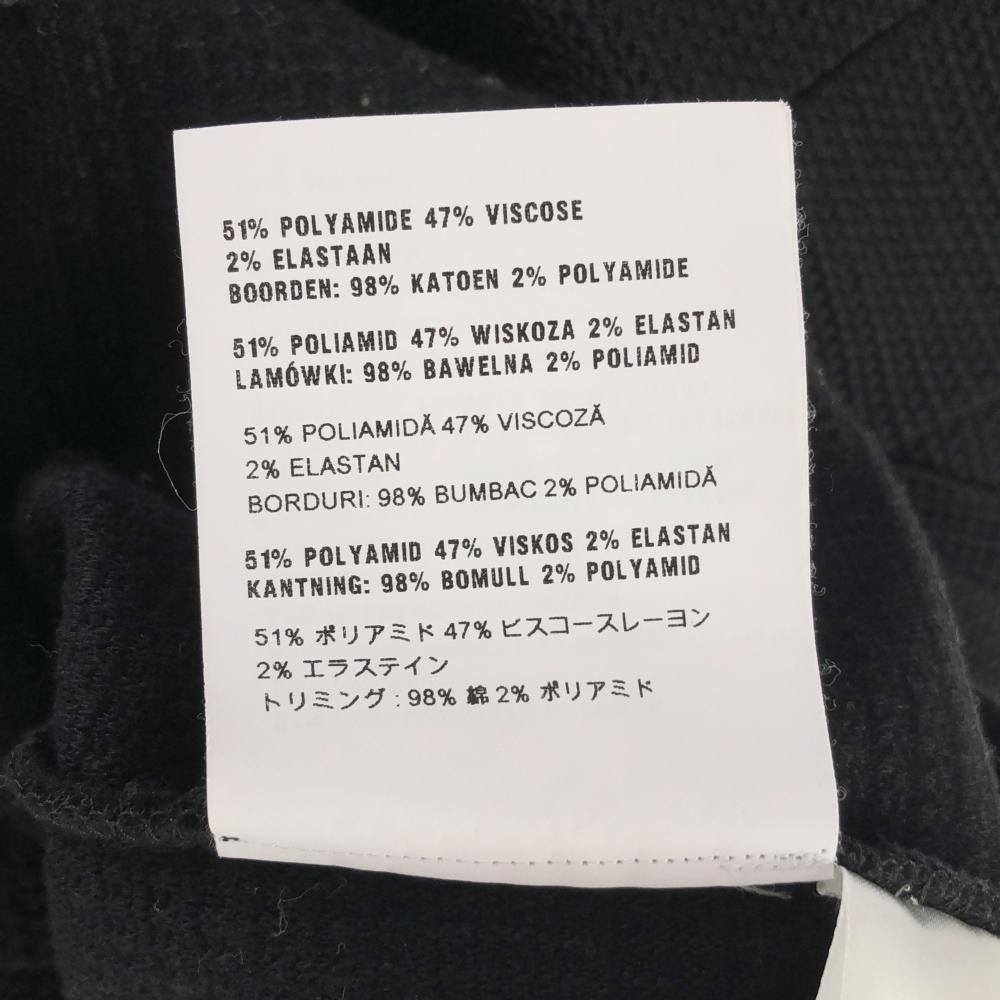 51% POLYAMIDE 47% VISCOSE
2% ELASTAAN
BOORDEN: 98% KATOEN 2% POLYAMIDE
51% POLIAMID 47% WISKOZA 2% ELASTAN
LAMÓWKI: 98% BAWELNA 2% POLIAMID
51% POLIAMIDĂ 47% VISCOZĂ
2% ELASTAN
BORDURI: 98% BUMBAC 2% POLIAMIDĂ
51% POLYAMID 47% VISKOS 2% ELASTAN
KANTNING: 98% BOMULL 2% POLYAMID
51% ポリアミド 47% ビスコースレーヨン
2% エラステイン
トリミング : 98% 綿 2% ポリアミド